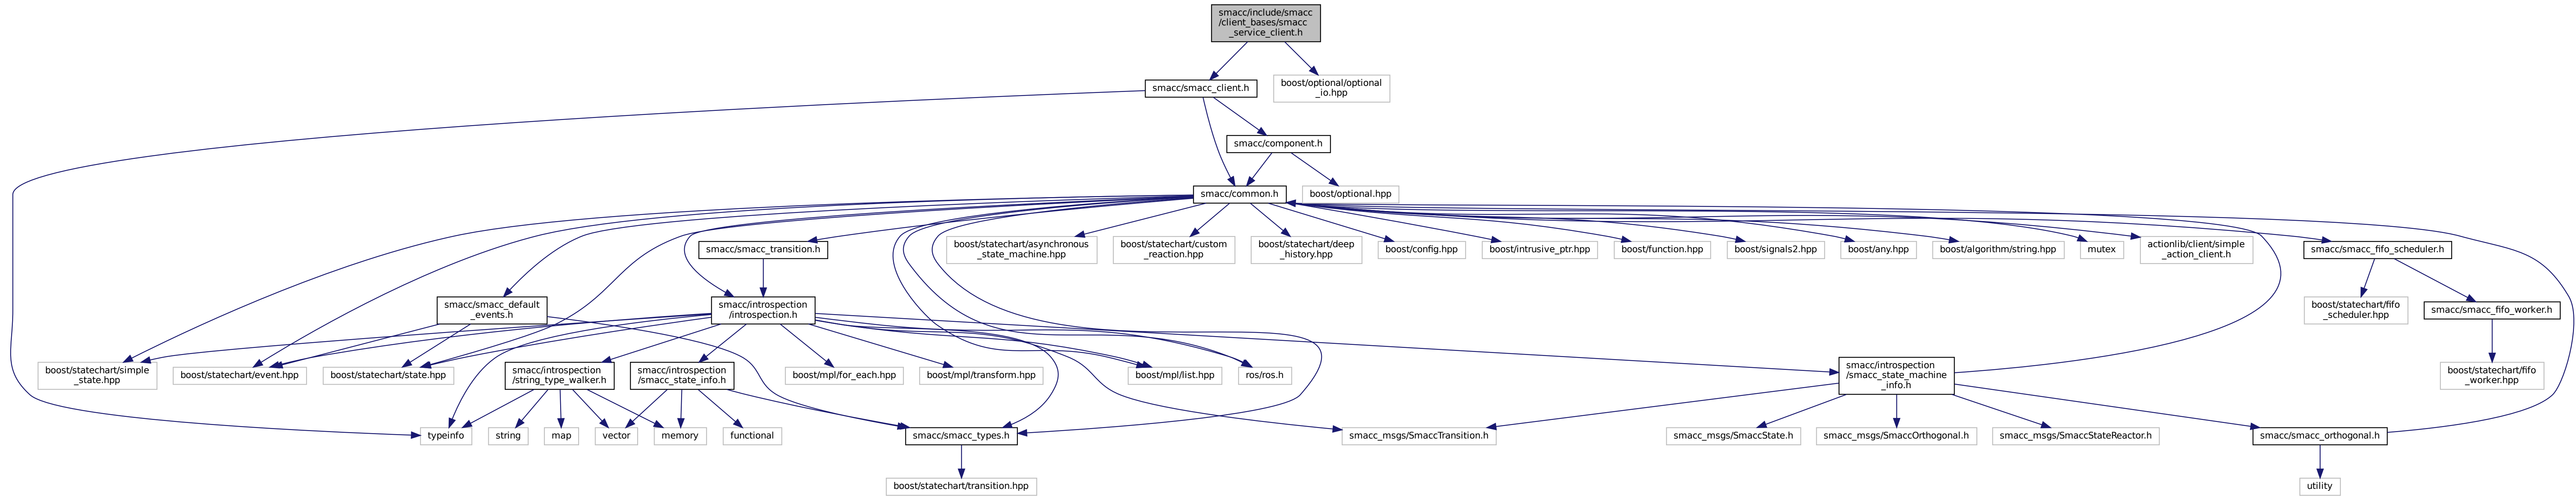 smacc/include/smacc
/client_bases/smacc
_service_client.h
smacc/smacc_client.h
boost/optional/optional
_io.hpp
smacc/component.h
smacc/common.h
boost/optional.hpp
smacc/smacc_transition.h
boost/statechart/asynchronous
_state_machine.hpp
boost/statechart/custom
_reaction.hpp
boost/statechart/deep
_history.hpp
boost/config.hpp
boost/intrusive_ptr.hpp
boost/function.hpp
boost/signals2.hpp
boost/any.hpp
boost/algorithm/string.hpp
mutex
actionlib/client/simple
_action_client.h
smacc/smacc_fifo_scheduler.h
smacc/smacc_default
_events.h
smacc/introspection
/introspection.h
boost/statechart/fifo
_scheduler.hpp
smacc/smacc_fifo_worker.h
boost/statechart/simple
_state.hpp
boost/statechart/event.hpp
boost/statechart/state.hpp
smacc/introspection
/string_type_walker.h
smacc/introspection
/smacc_state_info.h
boost/mpl/for_each.hpp
boost/mpl/transform.hpp
boost/mpl/list.hpp
ros/ros.h
smacc/introspection
/smacc_state_machine
_info.h
boost/statechart/fifo
_worker.hpp
typeinfo
string
map
vector
memory
functional
smacc/smacc_types.h
smacc_msgs/SmaccTransition.h
smacc_msgs/SmaccState.h
smacc_msgs/SmaccOrthogonal.h
smacc_msgs/SmaccStateReactor.h
smacc/smacc_orthogonal.h
boost/statechart/transition.hpp
utility